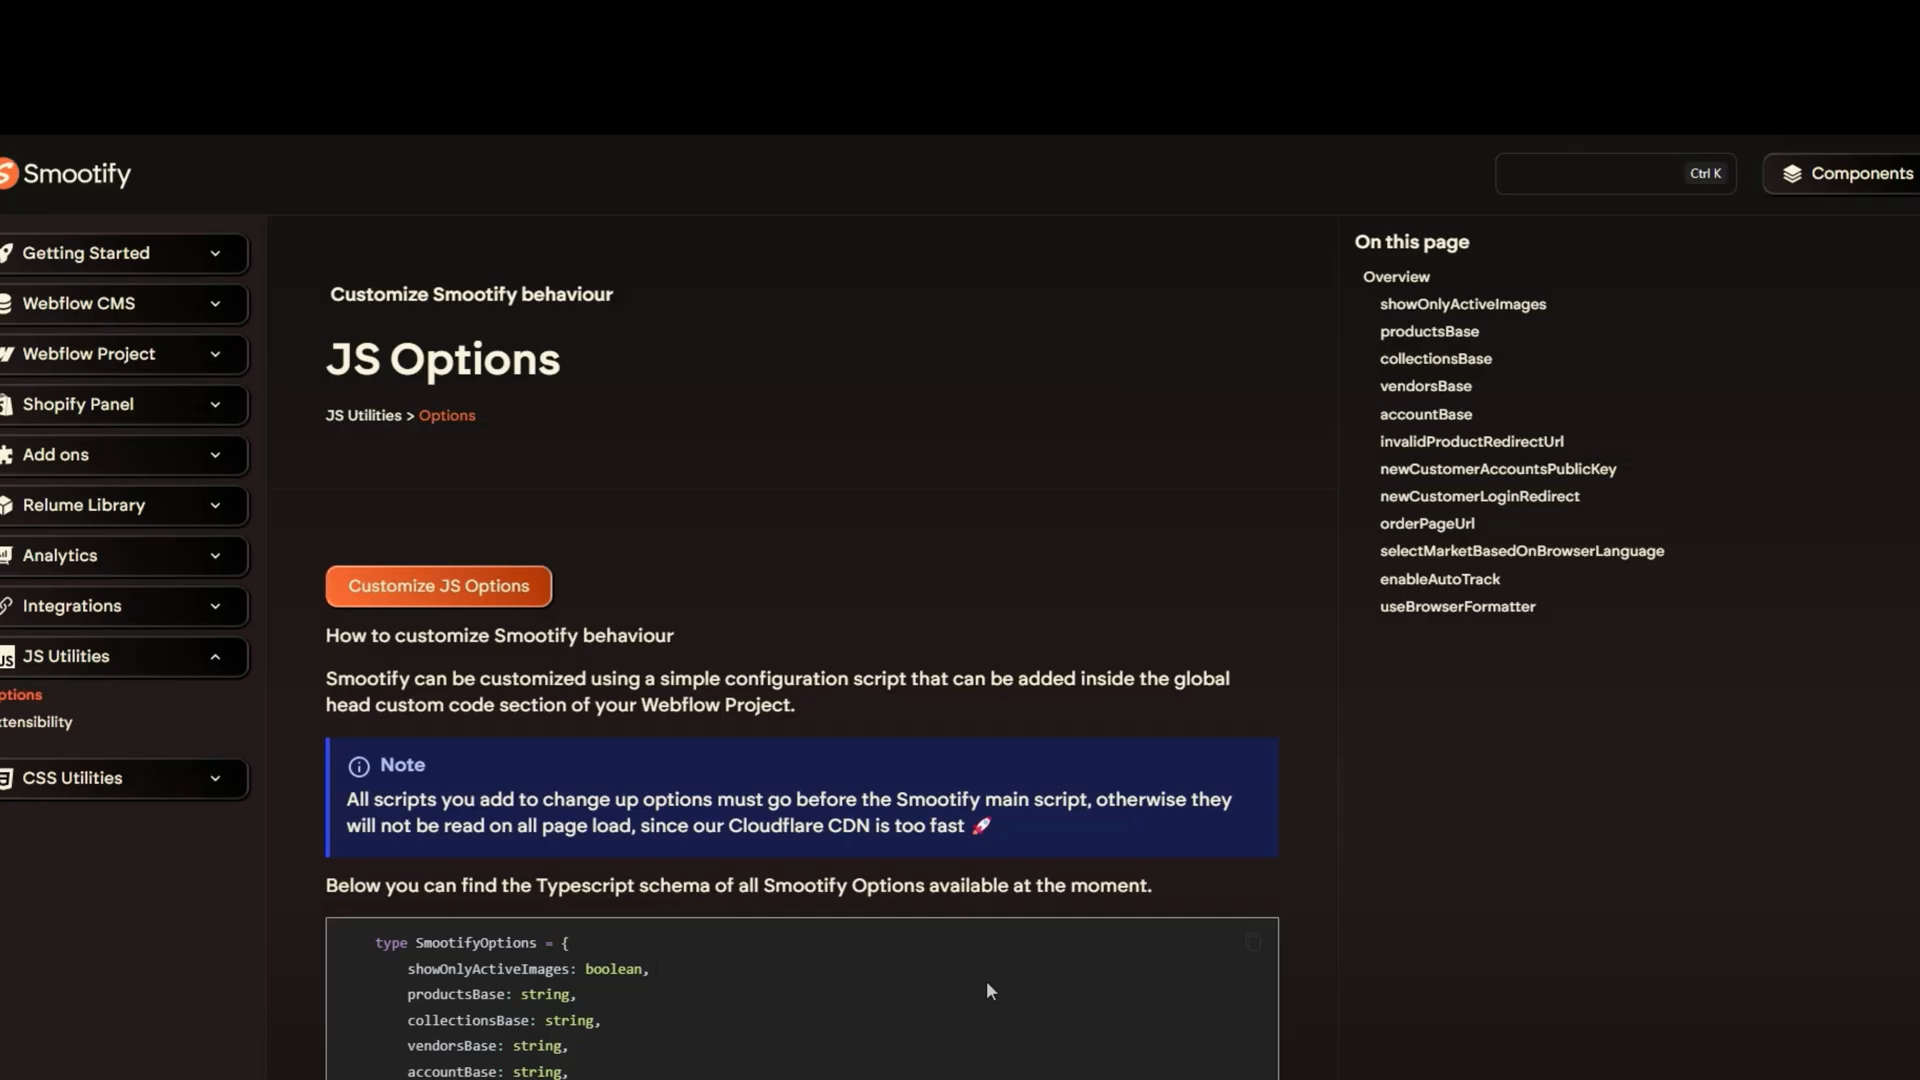 Smootify
Ctrl K
Components
Getting Started
Webflow CMS
Webflow Project
Shopify Panel
Add ons
Relume Library
Analytics
Integrations
JS Utilities
ptions
tensibility
CSS Utilities
Customize Smootify behaviour
JS Options
JS Utilities > Options
Customize JS Options
How to customize Smootify behaviour
Smootify can be customized using a simple configuration script that can be added inside the global
head custom code section of your Webflow Project.
Note
All scripts you add to change up options must go before the Smootify main script, otherwise they
will not be read on all page load, since our Cloudflare CDN is too fast 🚀
Below you can find the Typescript schema of all Smootify Options available at the moment.
type SmootifyOptions = {
showOnlyActiveImages: boolean,
productsBase: string,
collectionsBase: string,
vendorsBase: string,
accountBase: string,
On this page
Overview
showOnlyActiveImages
productsBase
collectionsBase
vendorsBase
accountBase
invalidProductRedirectUrl
newCustomerAccountsPublicKey
newCustomerLoginRedirect
orderPageUrl
selectMarketBasedOnBrowserLanguage
enableAutoTrack
useBrowserFormatter